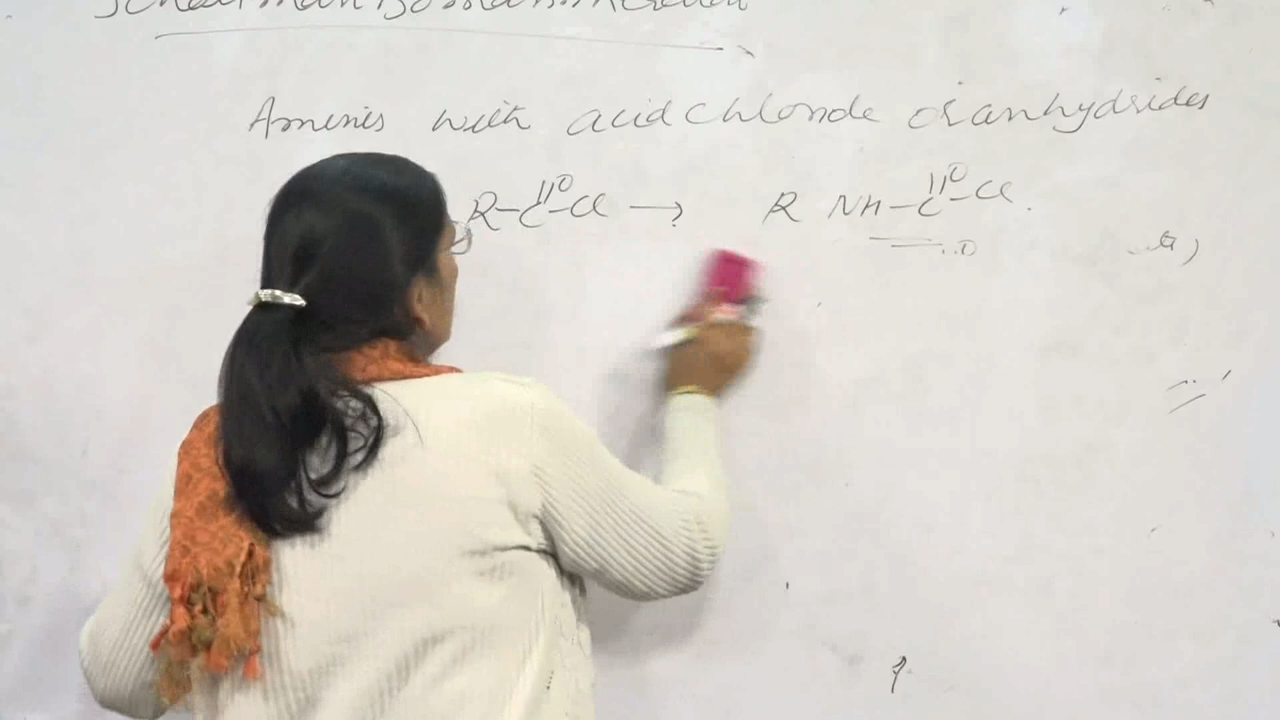 Amines with acid chloride or anhydrides
R-C-Cl → R NH-C-Cl
O O